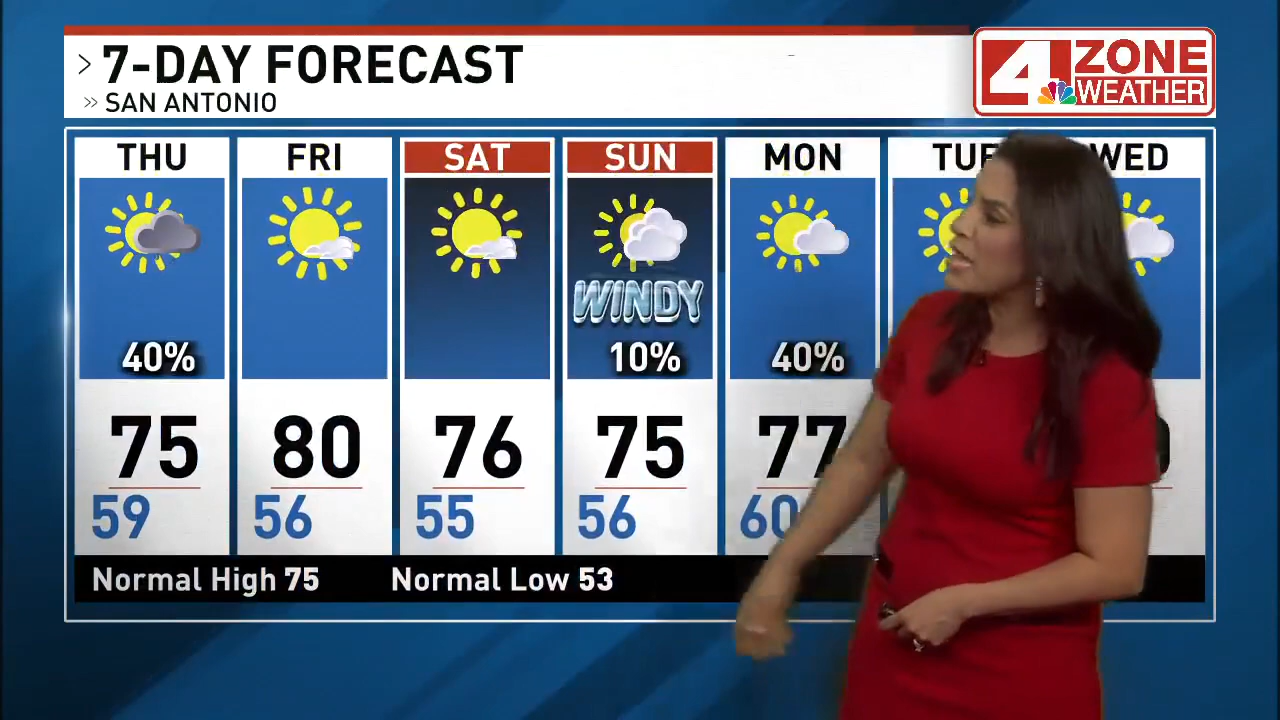 7-DAY FORECAST
SAN ANTONIO
4 ZONE
WEATHER
THU FRI SAT SUN MON WED
WINDY
40% 10% 40%
75 80 76 75 77
59 56 55 56 60
Normal High 75 Normal Low 53